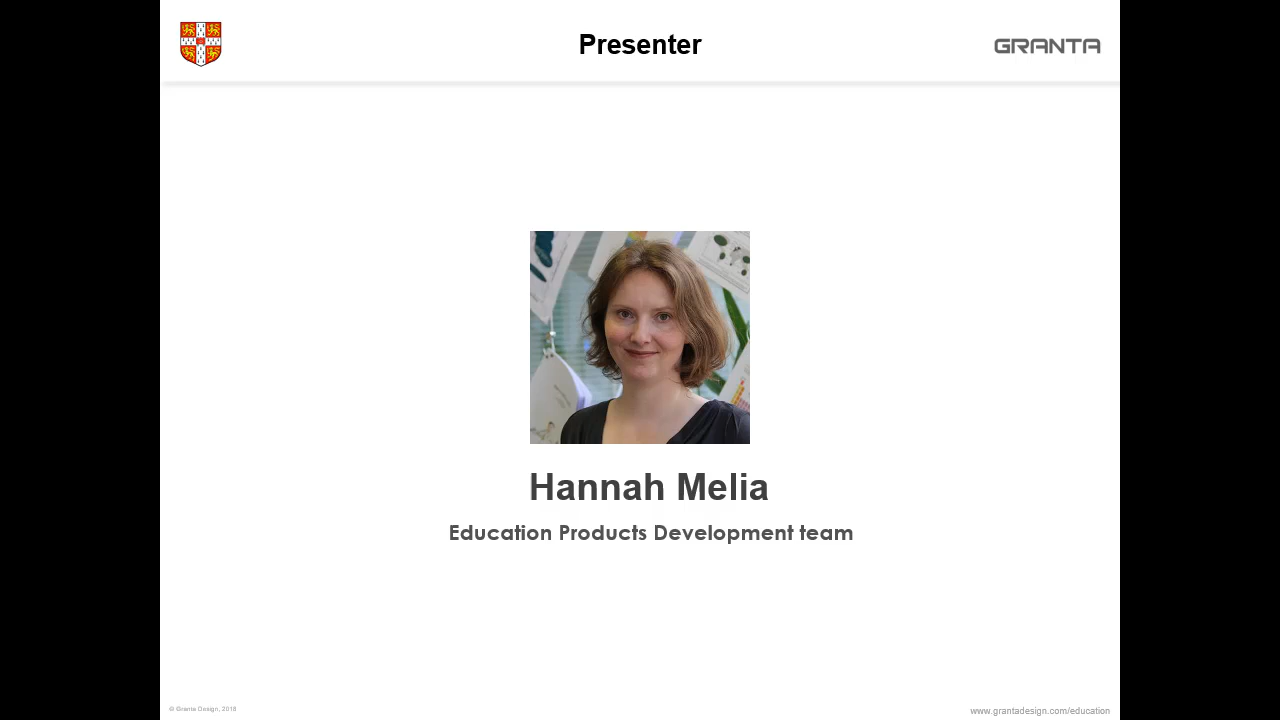 Presenter
GRANTA
Hannah Melia
Education Products Development team
© Granta Design, 2018
www.grantadesign.com/education